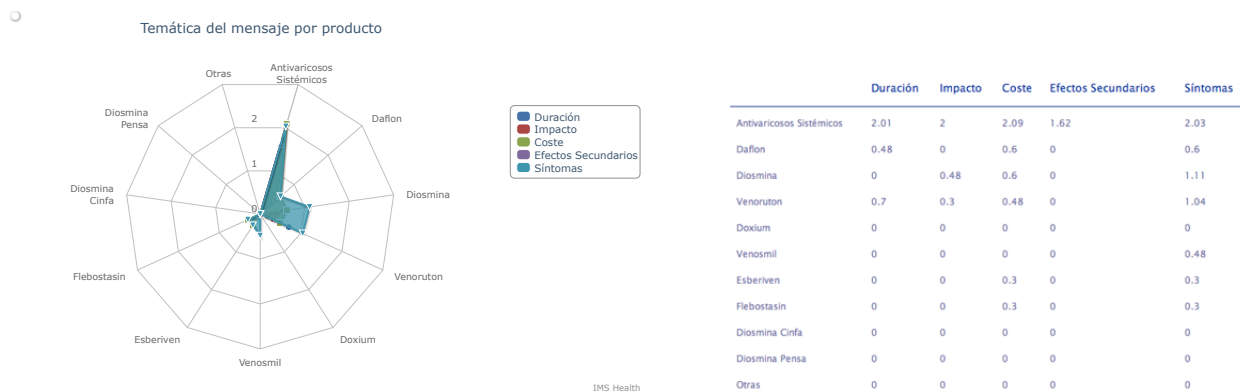 Temática del mensaje por producto
Antivaricosos
Sistémicos
Daflon
Diosmina
Venoruton
Doxium
Venosmil
Esberiven
Flebostasin
Diosmina
Cinfa
Diosmina
Pensa
Otras
2
1
0
Duración
Impacto
Coste
Efectos Secundarios
Síntomas
IMS Health
Duración Impacto Coste Efectos Secundarios Síntomas
Antivaricosos Sistémicos 2.01 2 2.09 1.62 2.03
Daflon 0.48 0 0.6 0 0.6
Diosmina 0 0.48 0.6 0 1.11
Venoruton 0.7 0.3 0.48 0 1.04
Doxium 0 0 0 0 0
Venosmil 0 0 0 0 0.48
Esberiven 0 0 0.3 0 0.3
Flebostasin 0 0 0.3 0 0.3
Diosmina Cinfa 0 0 0 0 0
Diosmina Pensa 0 0 0 0 0
Otras 0 0 0 0 0